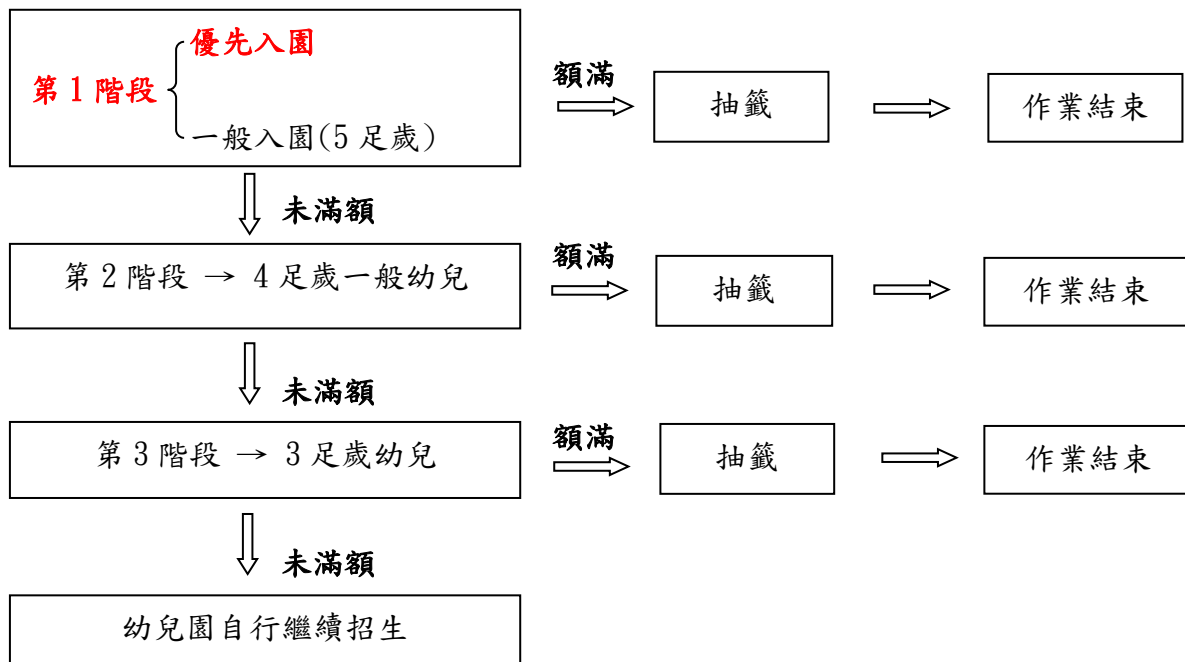 優先入園
第1階段
額滿
抽籤
作業結束
一般入園(5足歲)
未滿額
第2階段 → 4足歲一般幼兒
額滿
抽籤
作業結束
未滿額
第3階段 → 3足歲幼兒
額滿
抽籤
作業結束
未滿額
幼兒園自行繼續招生